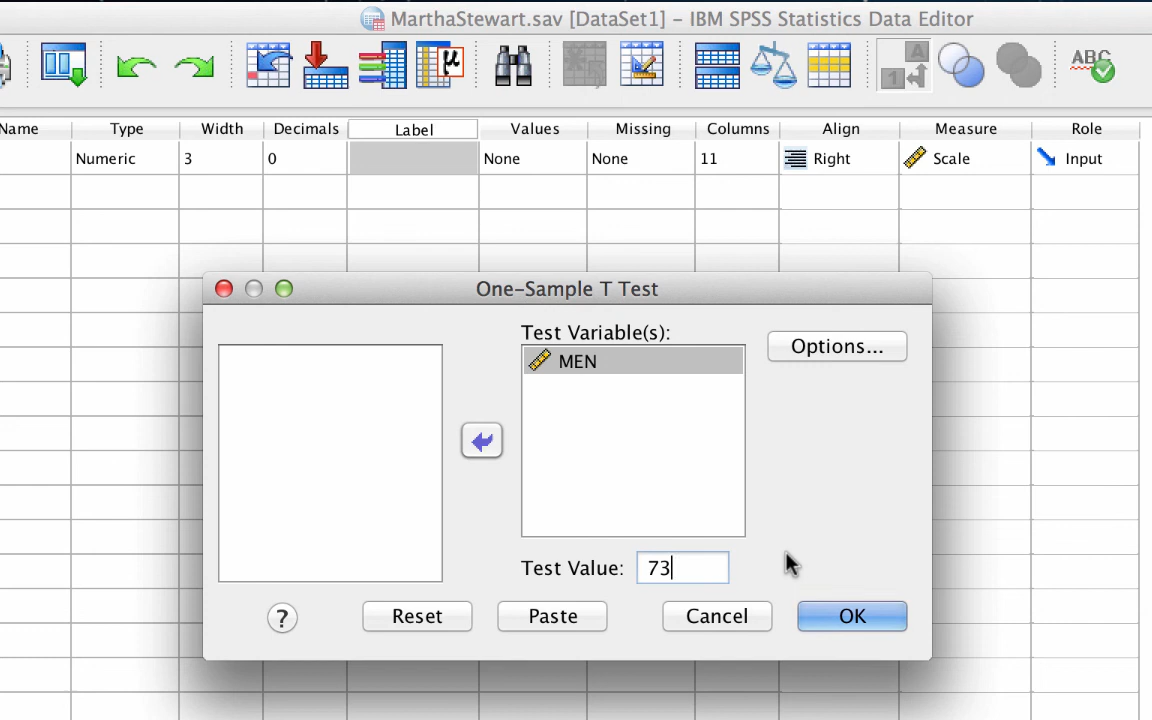 MarthaStewart.sav [DataSet1] – IBM SPSS Statistics Data Editor
A
1
ABC
μ
Name Type Width Decimals Label Values Missing Columns Align Measure Role
Numeric 3 0 None None 11 Right Scale Input
One-Sample T Test
Test Variable(s):
MEN
Options...
Test Value: 73
? Reset Paste Cancel OK